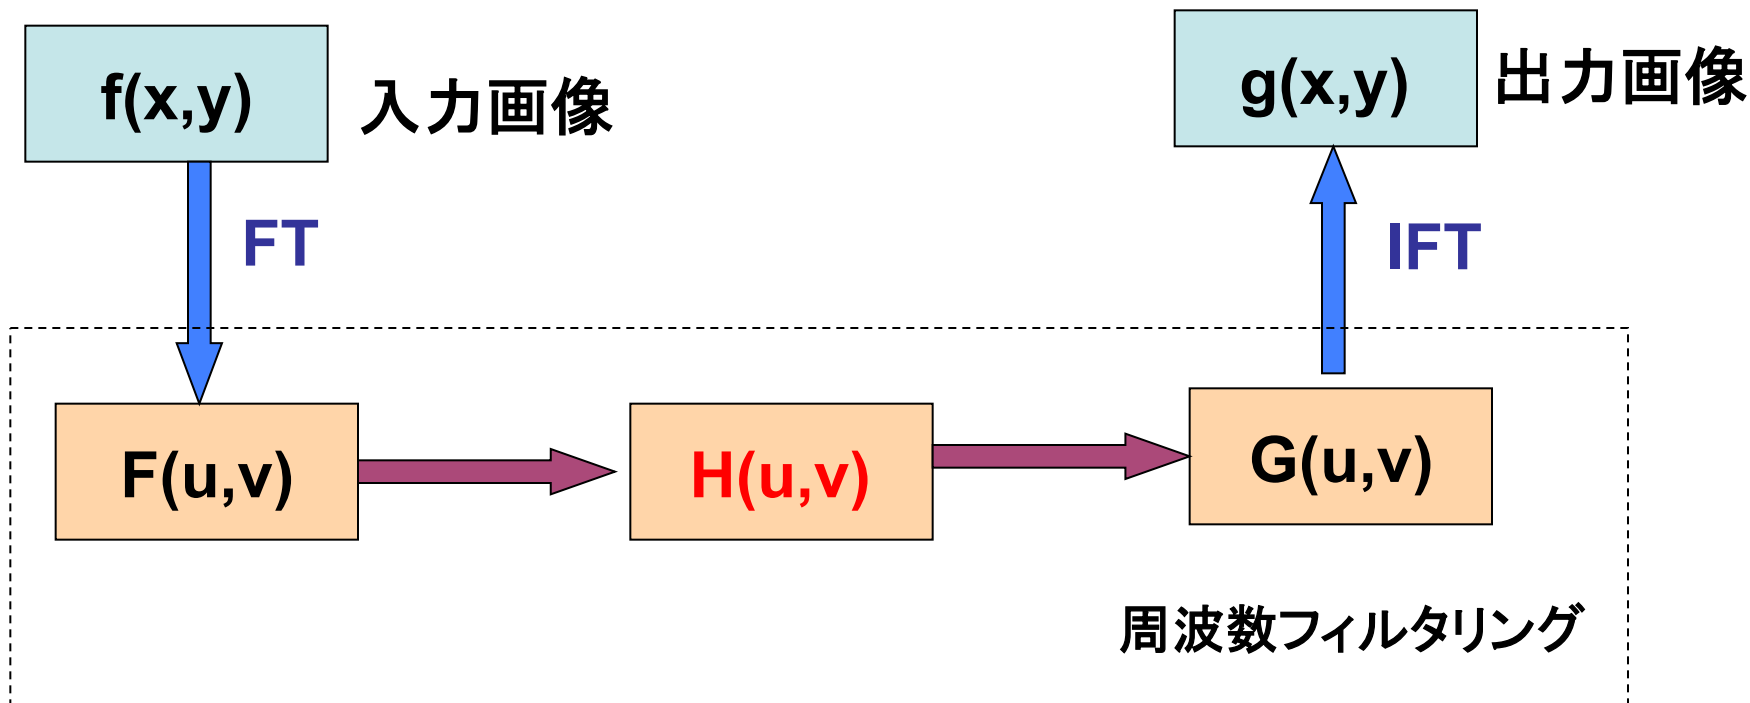 f(x,y)
入力画像
g(x,y)
出力画像
FT
IFT
F(u,v)
H(u,v)
G(u,v)
周波数フィルタリング